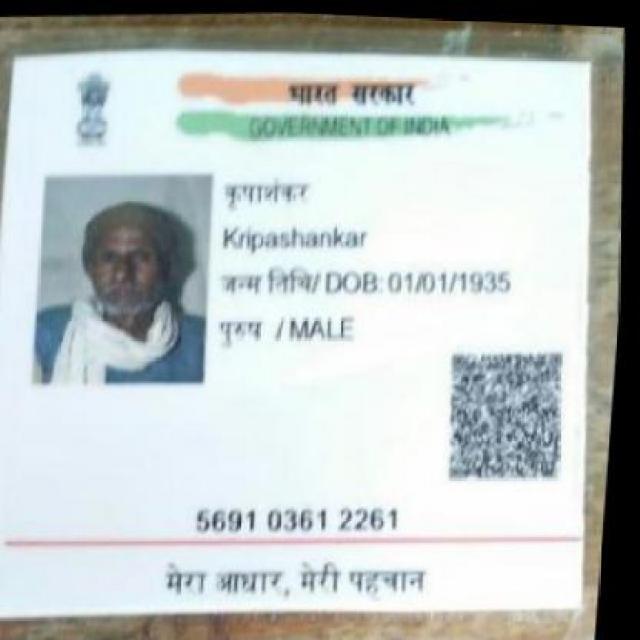 भारत सरकार
GOVERNMENT OF INDIA
कृपाशंकर
Kripashankar
जन्म तिथि/ DOB: 01/01/1935
पुरुष / MALE
5691 0361 2261
मेरा आधार, मेरी पहचान